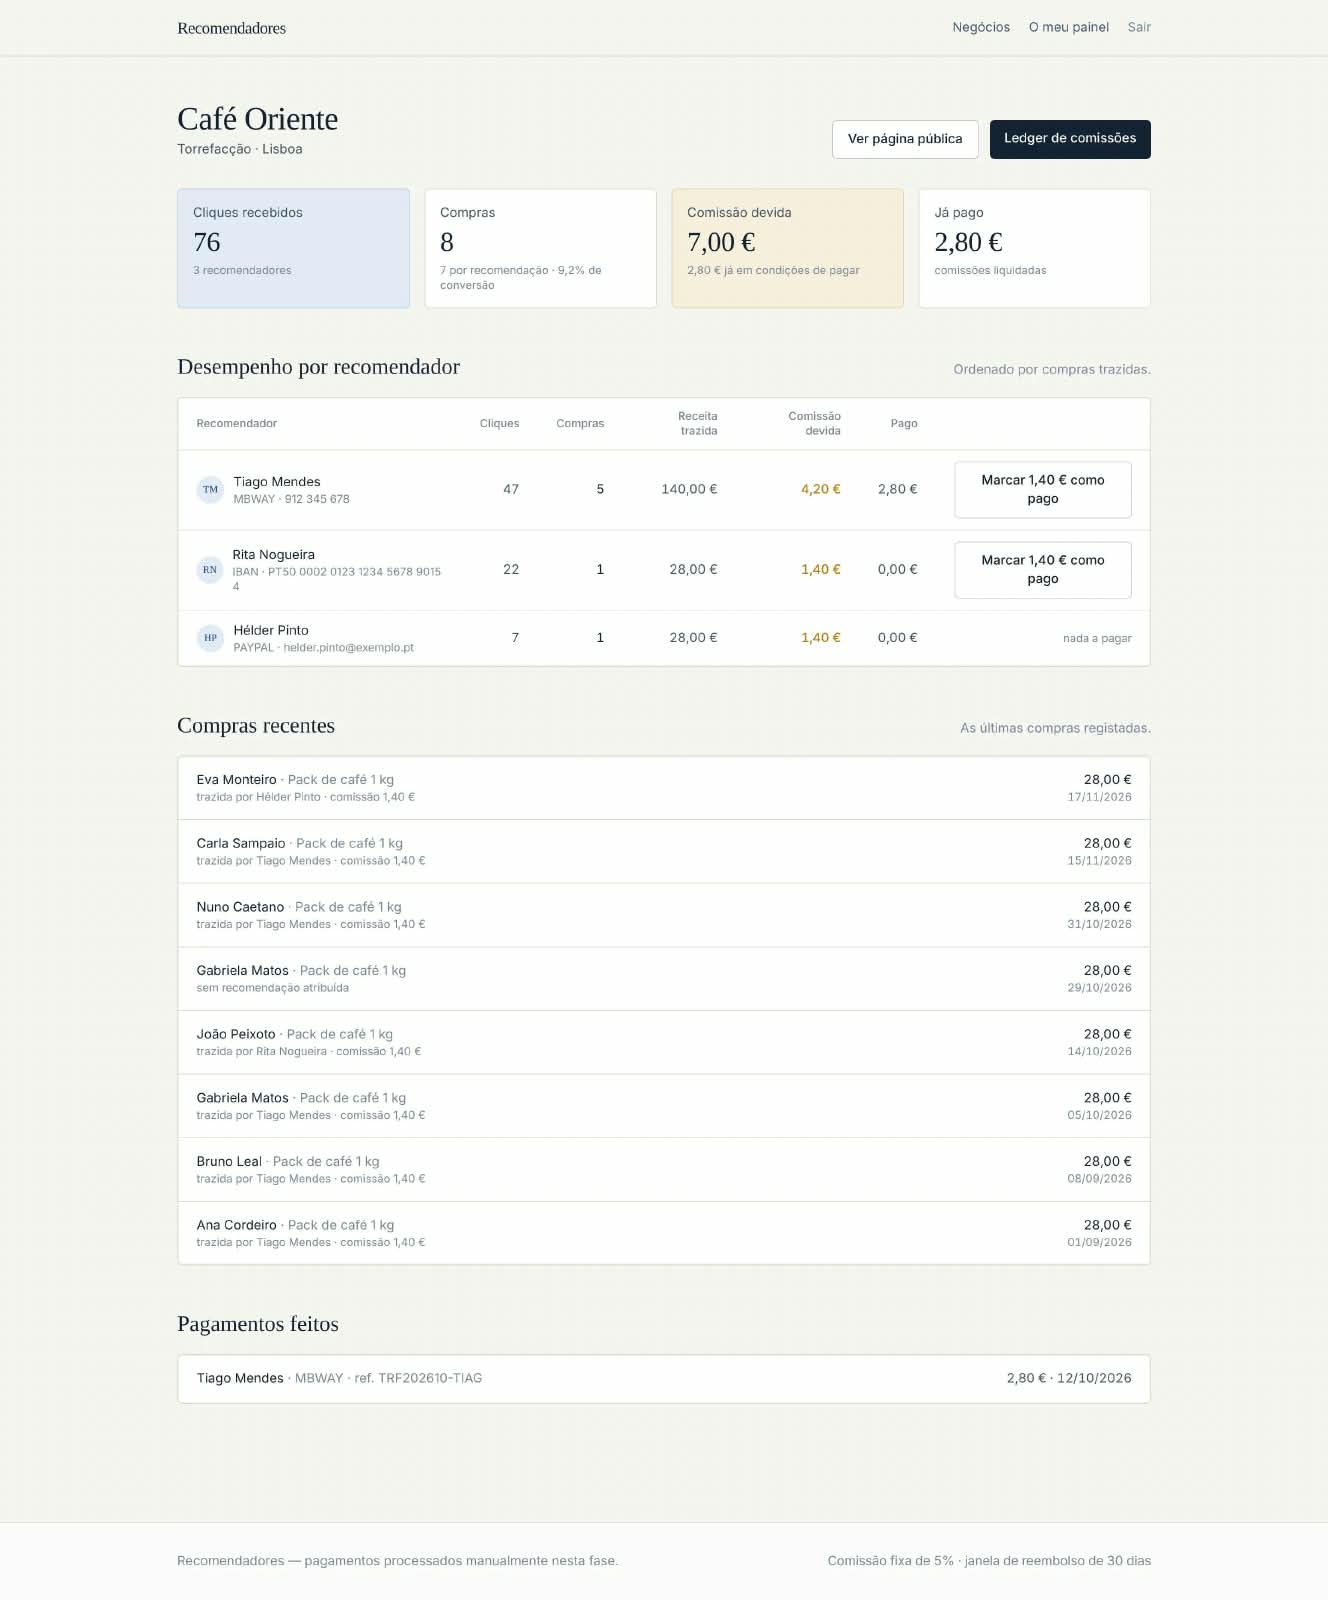 Recomendadores
Negócios O meu painel Sair
Café Oriente
Torrefacção · Lisboa
Ver página pública
Ledger de comissões
Cliques recebidos
76
3 recomendadores
Compras
8
7 por recomendação · 9,2% de
conversão
Comissão devida
7,00 €
2,80 € já em condições de pagar
Já pago
2,80 €
comissões liquidadas
Desempenho por recomendador
Ordenado por compras trazidas.
Recomendador Cliques Compras Receita trazida Comissão devida Pago
TM Tiago Mendes 47 5 140,00 € 4,20 € 2,80 €
MBWAY · 912 345 678
Marcar 1,40 € como
pago
RN Rita Nogueira 22 1 28,00 € 1,40 € 0,00 €
IBAN · PT50 0002 0123 1234 5678 9015
4
Marcar 1,40 € como
pago
HP Hélder Pinto 7 1 28,00 € 1,40 € 0,00 € nada a pagar
PAYPAL · helder.pinto@exemplo.pt
Compras recentes
As últimas compras registadas.
Eva Monteiro · Pack de café 1 kg 28,00 €
trazida por Hélder Pinto · comissão 1,40 € 17/11/2026
Carla Sampaio · Pack de café 1 kg 28,00 €
trazida por Tiago Mendes · comissão 1,40 € 15/11/2026
Nuno Caetano · Pack de café 1 kg 28,00 €
trazida por Tiago Mendes · comissão 1,40 € 31/10/2026
Gabriela Matos · Pack de café 1 kg 28,00 €
sem recomendação atribuída 29/10/2026
João Peixoto · Pack de café 1 kg 28,00 €
trazida por Rita Nogueira · comissão 1,40 € 14/10/2026
Gabriela Matos · Pack de café 1 kg 28,00 €
trazida por Tiago Mendes · comissão 1,40 € 05/10/2026
Bruno Leal · Pack de café 1 kg 28,00 €
trazida por Tiago Mendes · comissão 1,40 € 08/09/2026
Ana Cordeiro · Pack de café 1 kg 28,00 €
trazida por Tiago Mendes · comissão 1,40 € 01/09/2026
Pagamentos feitos
Tiago Mendes · MBWAY · ref. TRF202610-TIAG 2,80 € · 12/10/2026
Recomendadores — pagamentos processados manualmente nesta fase.
Comissão fixa de 5% · janela de reembolso de 30 dias